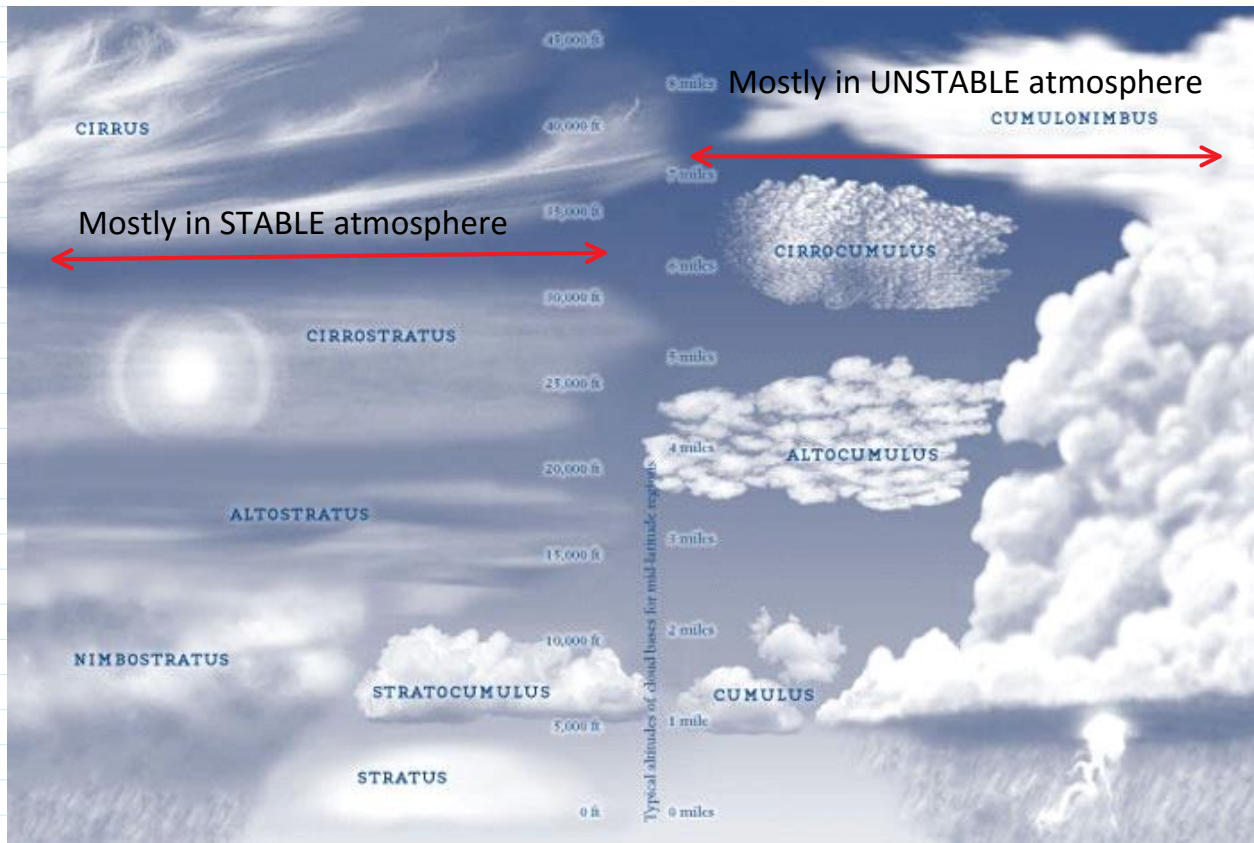 45,000 ft
8 miles
Mostly in UNSTABLE atmosphere
CUMULONIMBUS
CIRRUS
40,000 ft
7 miles
35,000 ft
Mostly in STABLE atmosphere
CIRROCUMULUS
6 miles
30,000 ft
CIRROSTRATUS
5 miles
25,000 ft
4 miles
ALTOCUMULUS
20,000 ft
ALTOSTRATUS
3 miles
15,000 ft
Typical altitudes of cloud bases for mid-latitude regions
2 miles
10,000 ft
NIMBOSTRATUS
STRATOCUMULUS
CUMULUS
5,000 ft
1 mile
STRATUS
0 ft
0 miles